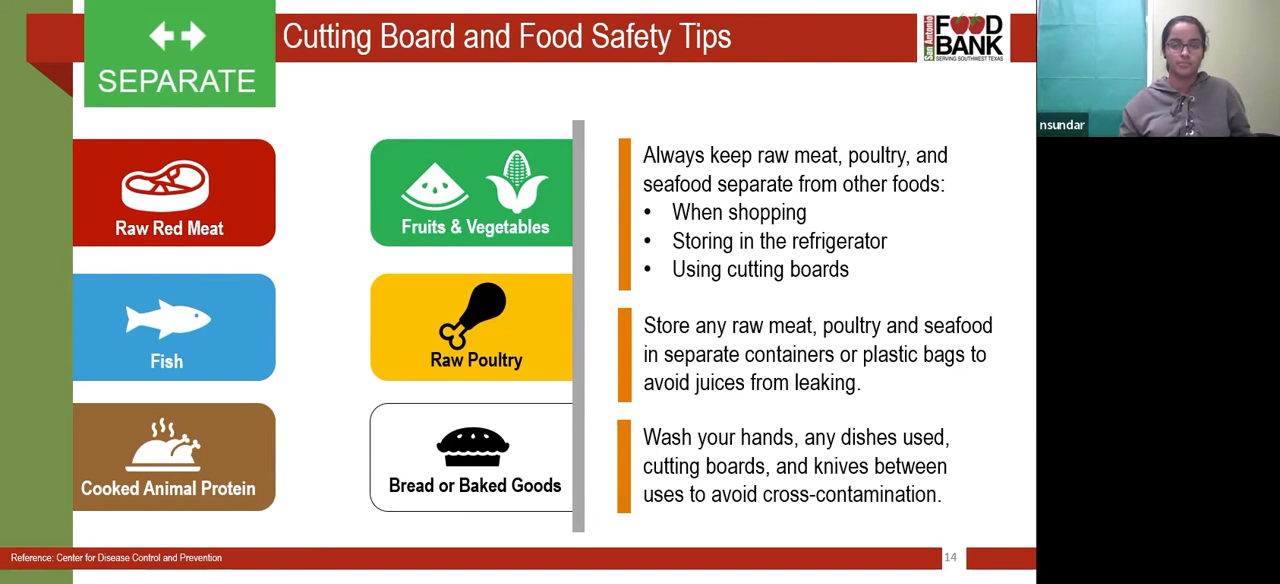 SEPARATE
Cutting Board and Food Safety Tips
San Antonio
FOOD
BANK
SERVING SOUTHWEST TEXAS
nsundar
Raw Red Meat
Fruits & Vegetables
Fish
Raw Poultry
Cooked Animal Protein
Bread or Baked Goods
Always keep raw meat, poultry, and
seafood separate from other foods:
• When shopping
• Storing in the refrigerator
• Using cutting boards
Store any raw meat, poultry and seafood
in separate containers or plastic bags to
avoid juices from leaking.
Wash your hands, any dishes used,
cutting boards, and knives between
uses to avoid cross-contamination.
Reference: Center for Disease Control and Prevention
14